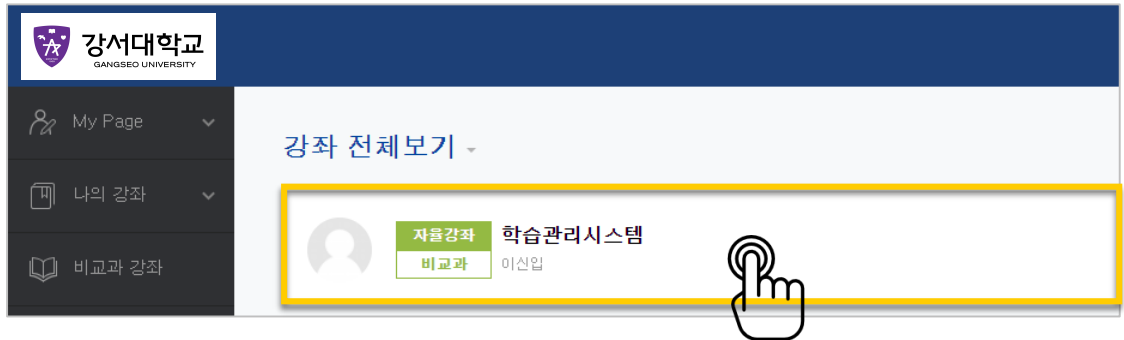 강서대학교
GANGSEO UNIVERSITY
My Page
나의 강좌
비교과 강좌
강좌 전체보기
자율강좌 학습관리시스템
비교과 이신입